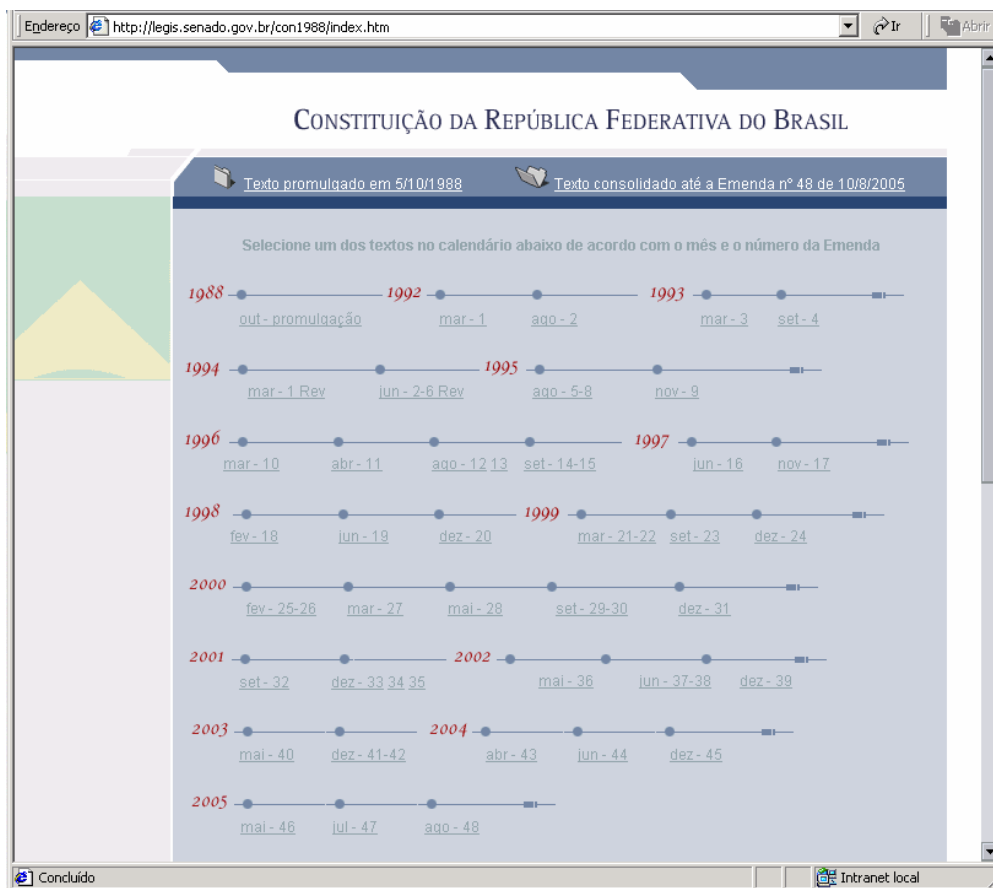 Endereço http://legis.senado.gov.br/con1988/index.htm Ir Abrir
CONSTITUIÇÃO DA REPÚBLICA FEDERATIVA DO BRASIL
Texto promulgado em 5/10/1988 Texto consolidado até a Emenda nº 48 de 10/8/2005
Selecione um dos textos no calendário abaixo de acordo com o mês e o número da Emenda
1988 1992 1993
out - promulgação mar - 1 ago - 2 mar - 3 set - 4
1994 1995
mar - 1 Rev jun - 2-6 Rev ago - 5-8 nov - 9
1996 1997
mar - 10 abr - 11 ago - 12 13 set - 14-15 jun - 16 nov - 17
1998 1999
fev - 18 jun - 19 dez - 20 mar - 21-22 set - 23 dez - 24
2000
fev - 25-26 mar - 27 mai - 28 set - 29-30 dez - 31
2001 2002
set - 32 dez - 33 34 35 mai - 36 jun - 37-38 dez - 39
2003 2004
mai - 40 dez - 41-42 abr - 43 jun - 44 dez - 45
2005
mai - 46 jul - 47 ago - 48
Concluído Intranet local